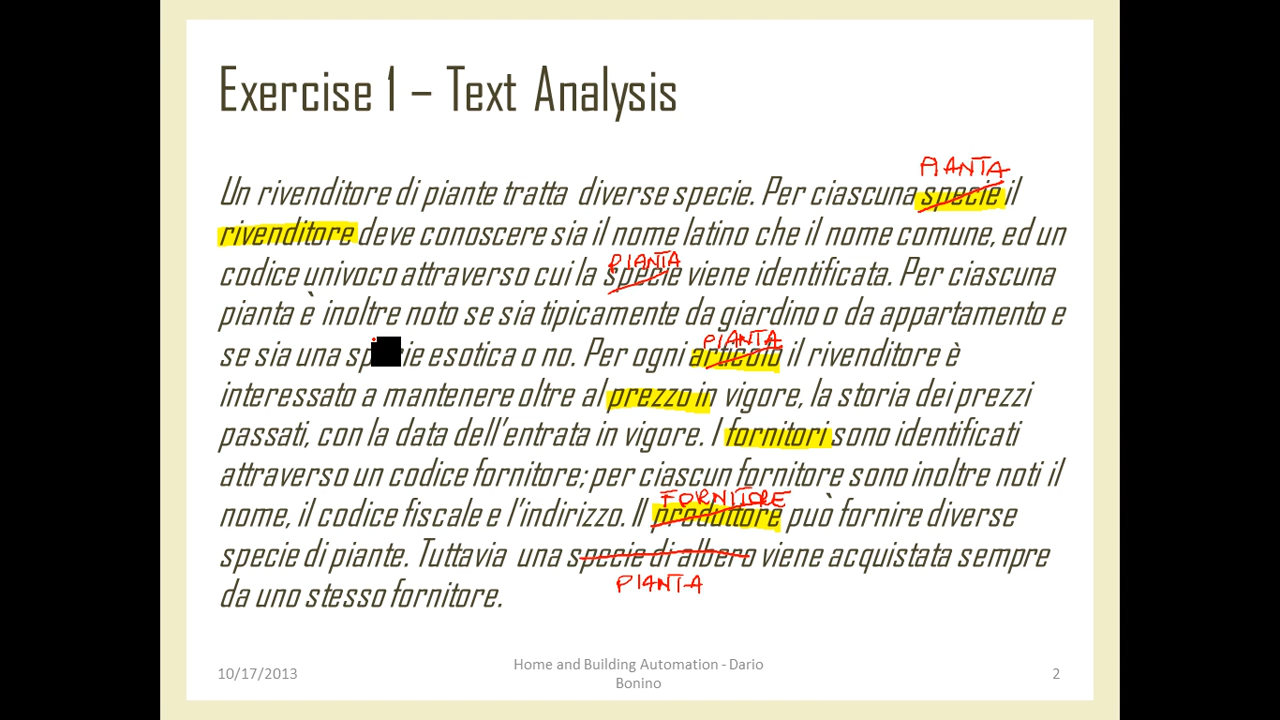 Exercise 1 – Text Analysis
PIANTA
Un rivenditore di piante tratta diverse specie. Per ciascuna specie il
rivenditore deve conoscere sia il nome latino che il nome comune, ed un
PIANTA
codice univoco attraverso cui la specie viene identificata. Per ciascuna
pianta è inoltre noto se sia tipicamente da giardino o da appartamento e
PIANTA
se sia una esotica o no. Per ogni articolo il rivenditore è
interessato a mantenere oltre al prezzo in vigore, la storia dei prezzi
passati, con la data dell'entrata in vigore. I fornitori sono identificati
attraverso un codice fornitore; per ciascun fornitore sono inoltre noti il
FORNITORE
nome, il codice fiscale e l'indirizzo. Il produttore può fornire diverse
specie di piante. Tuttavia una specie di albero viene acquistata sempre
PIANTA
da uno stesso fornitore.
10/17/2013
Home and Building Automation - Dario
Bonino
2